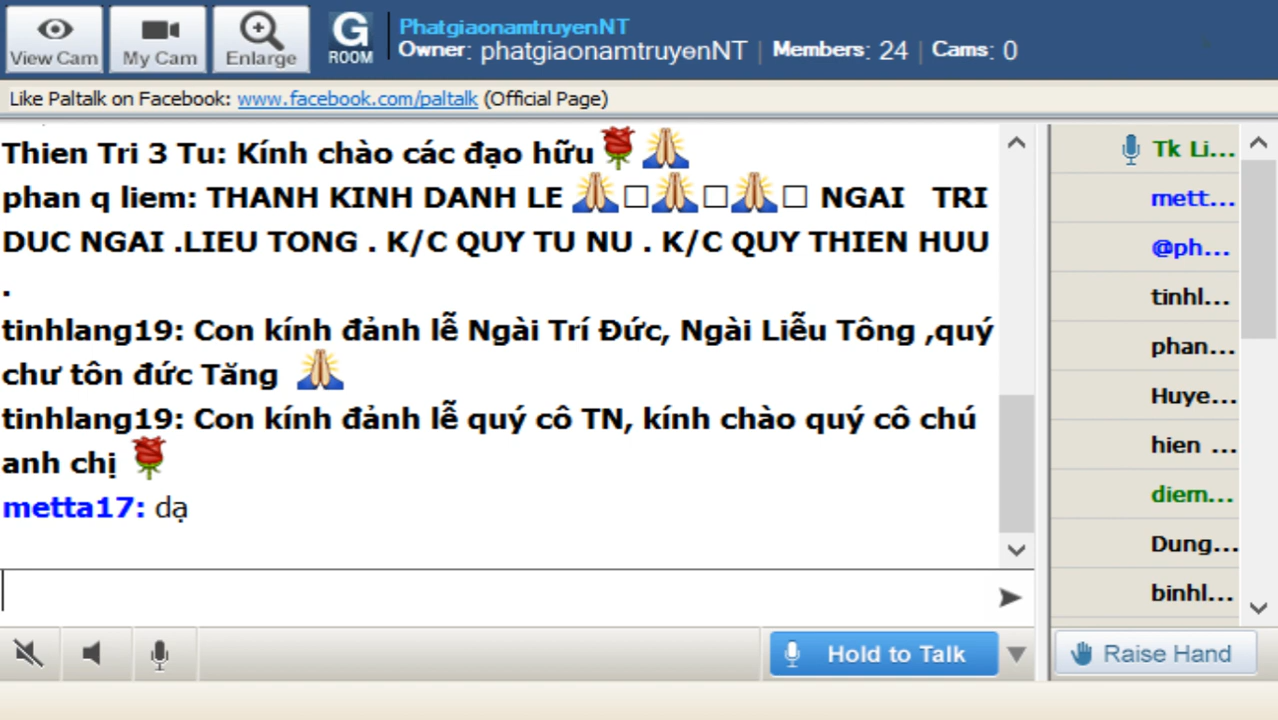 View Cam
My Cam
Enlarge
G
ROOM
PhatgiaonamtruyenNT
Owner: phatgiaonamtruyenNT | Members: 24 | Cams: 0
Like Paltalk on Facebook: www.facebook.com/paltalk (Official Page)
Thien Tri 3 Tu: Kính chào các đạo hữu🌹🙏
phan q liem: THANH KINH DANH LE 🙏□🙏□🙏□ NGAI TRI
DUC NGAI .LIEU TONG . K/C QUY TU NU . K/C QUY THIEN HUU
.
tinhlang19: Con kính đảnh lễ Ngài Trí Đức, Ngài Liễu Tông ,quý
chư tôn đức Tăng 🙏
tinhlang19: Con kính đảnh lễ quý cô TN, kính chào quý cô chú
anh chị 🌹
metta17: dạ
Tk Li...
mett...
@ph...
tinhl...
phan...
Huye...
hien ...
diem...
Dung...
binhl...
Hold to Talk
Raise Hand